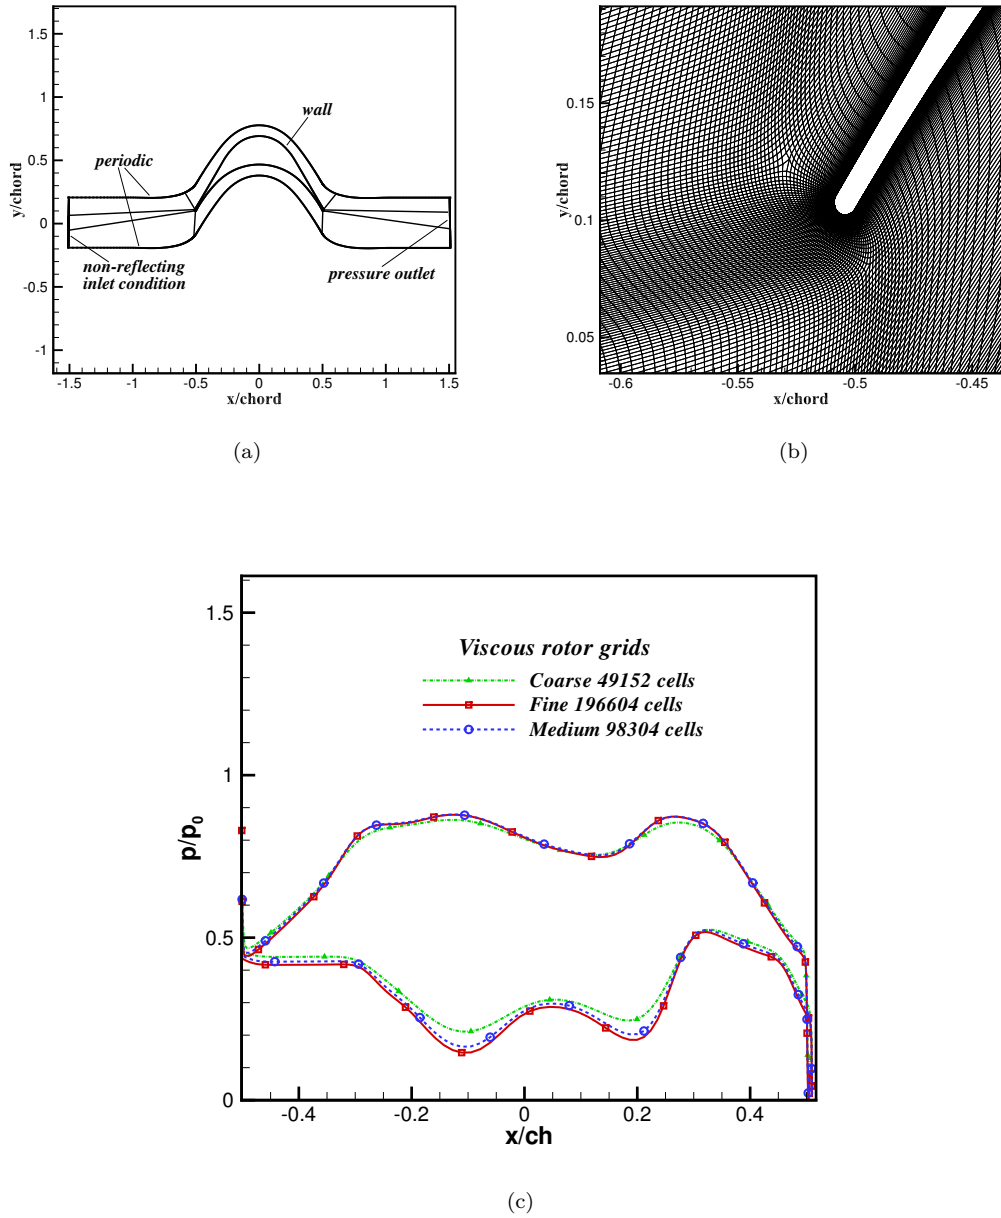 1.5
1
0.5
0
-0.5
-1
y/chord
wall
periodic
non-reflecting
inlet condition
pressure outlet
-1.5 -1 -0.5 0 0.5 1 1.5
x/chord
(a)
0.15
0.1
0.05
y/chord
-0.6 -0.55 -0.5 -0.45
x/chord
(b)
1.5
1
0.5
0
p/p0
Viscous rotor grids
Coarse 49152 cells
Fine 196604 cells
Medium 98304 cells
-0.4 -0.2 0 0.2 0.4
x/ch
(c)